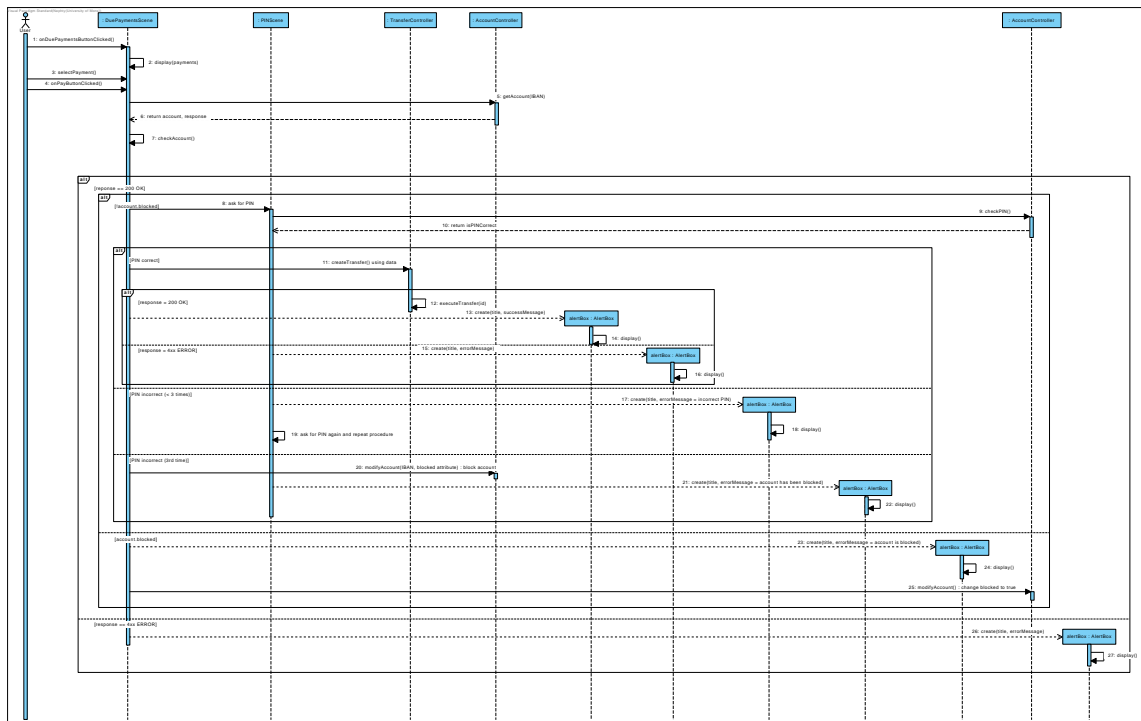 : DuePaymentsScene
: PINScene
: TransferController
: AccountController
: AccountController
User
1: onDuePaymentsButtonClicked()
2: display(payments)
3: selectPayment()
4: onPayButtonClicked()
5: getAccount(IBAN)
6: return account, response
7: checkAccount()
alt
[reponse == 200 OK]
alt
[!account.blocked]
8: ask for PIN
9: checkPIN()
10: return isPINCorrect
alt
[PIN correct]
11: createTransfer() using data
alt
[response = 200 OK]
12: executeTransfer(id)
13: create(title, successMessage)
alertBox : AlertBox
14: display()
[response = 4xx ERROR]
15: create(title, errorMessage)
alertBox : AlertBox
16: display()
[PIN incorrect (< 3 times)]
17: create(title, errorMessage = incorrect PIN)
alertBox : AlertBox
18: display()
19: ask for PIN again and repeat procedure
[PIN incorrect (3rd time)]
20: modifyAccount(IBAN, blocked attribute) : block account
21: create(title, errorMessage = account has been blocked)
alertBox : AlertBox
22: display()
[account.blocked]
23: create(title, errorMessage = account is blocked)
alertBox : AlertBox
24: display()
25: modifyAccount() : change blocked to true
[response == 4xx ERROR]
26: create(title, errorMessage)
alertBox : AlertBox
27: display()